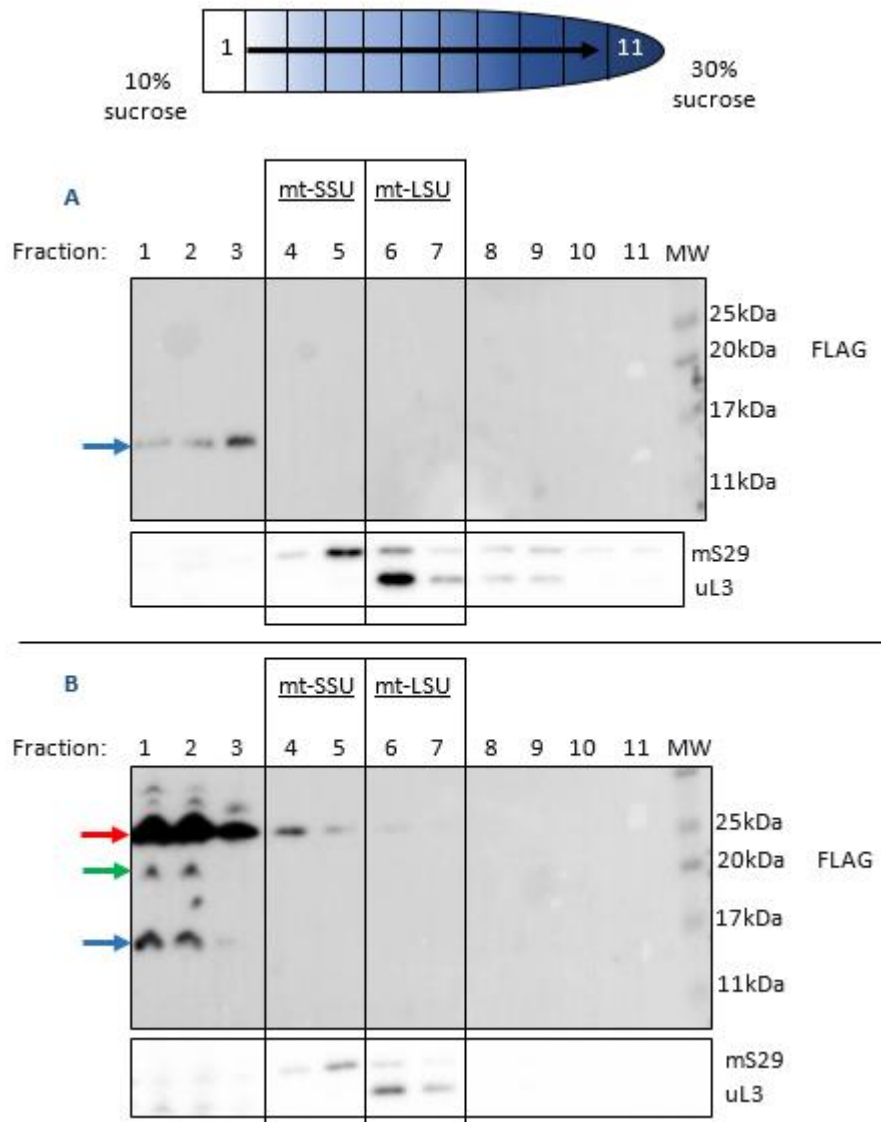 1 11
10% sucrose
30% sucrose
A
mt-SSU mt-LSU
Fraction: 1 2 3 4 5 6 7 8 9 10 11 MW
25kDa
20kDa FLAG
17kDa
11kDa
mS29
uL3
B
mt-SSU mt-LSU
Fraction: 1 2 3 4 5 6 7 8 9 10 11 MW
25kDa
20kDa FLAG
17kDa
11kDa
mS29
uL3